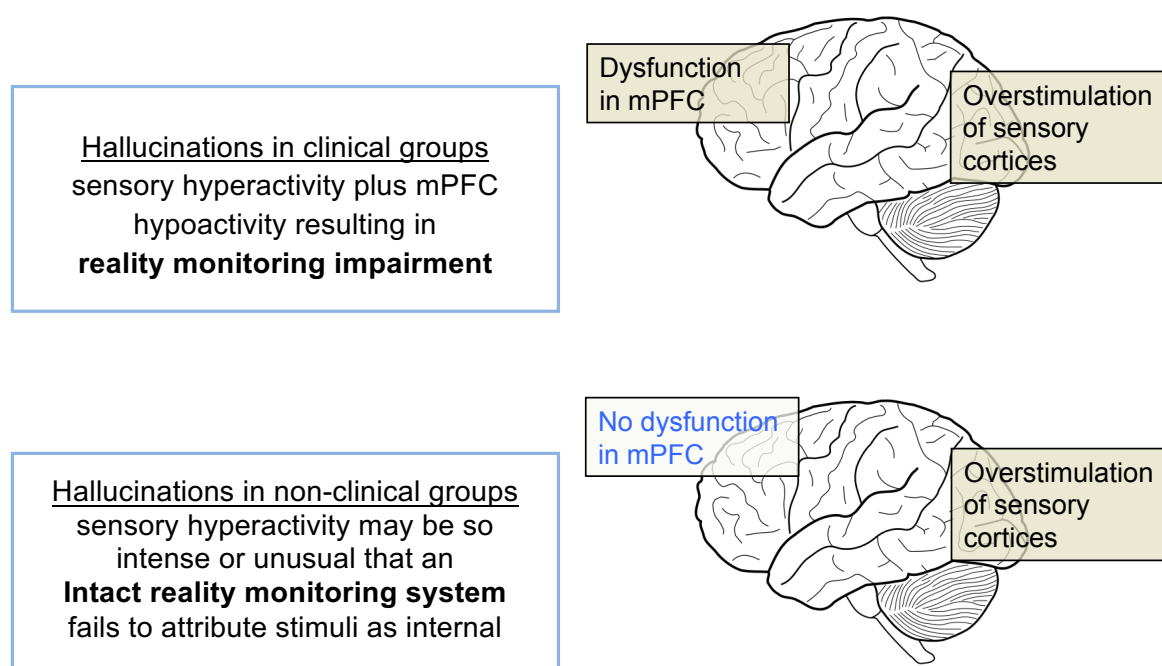 Hallucinations in clinical groups
sensory hyperactivity plus mPFC
hypoactivity resulting in
reality monitoring impairment
Dysfunction
in mPFC
Overstimulation
of sensory
cortices
Hallucinations in non-clinical groups
sensory hyperactivity may be so
intense or unusual that an
Intact reality monitoring system
fails to attribute stimuli as internal
No dysfunction
in mPFC
Overstimulation
of sensory
cortices